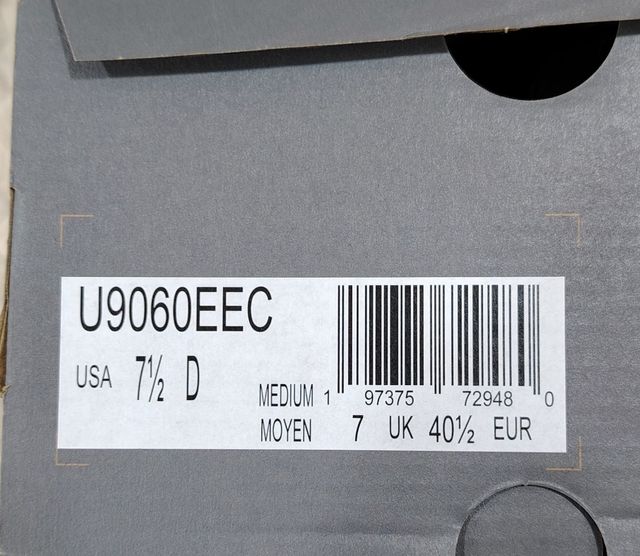 U9060EEC
USA 7½ D
MEDIUM 1 97375 72948 0
MOYEN 7 UK 40½ EUR